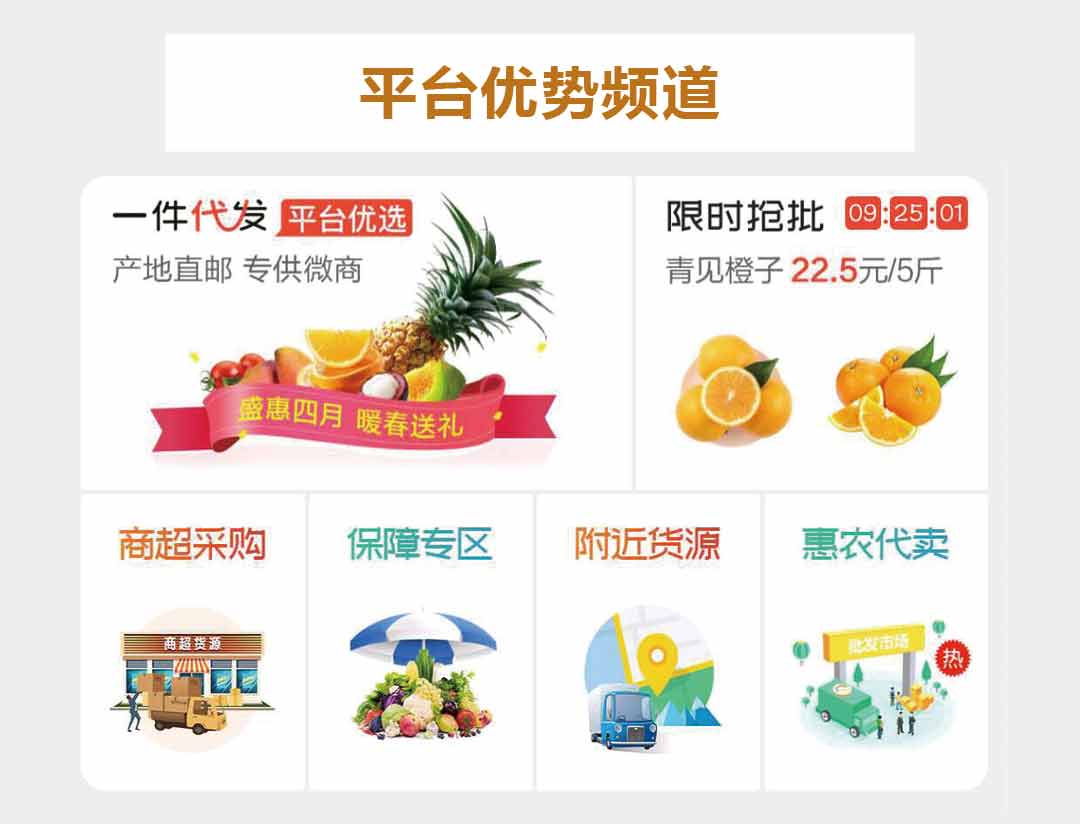 平台优势频道
一件代发 平台优选
产地直邮 专供微商
盛惠四月 暖春送礼
限时抢批 09:25:01
青见橙子 22.5元/5斤
商超采购
商超货源
保障专区
附近货源
惠农代卖
批发市场
热